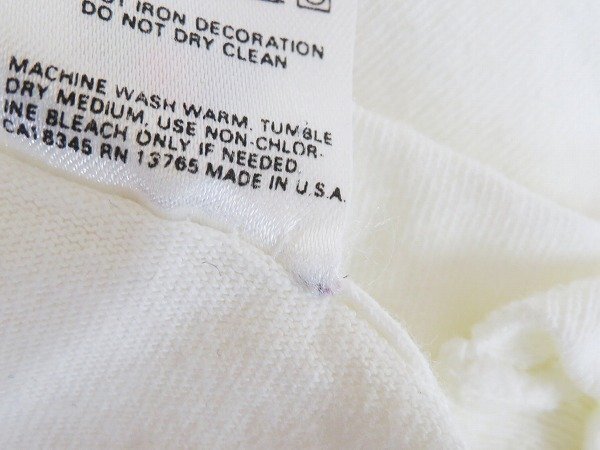 IRON DECORATION
DO NOT DRY CLEAN
MACHINE WASH WARM, TUMBLE
DRY MEDIUM, USE NON-CHLOR-
INE BLEACH ONLY IF NEEDED.
CA18345 RN 13765 MADE IN U.S.A.